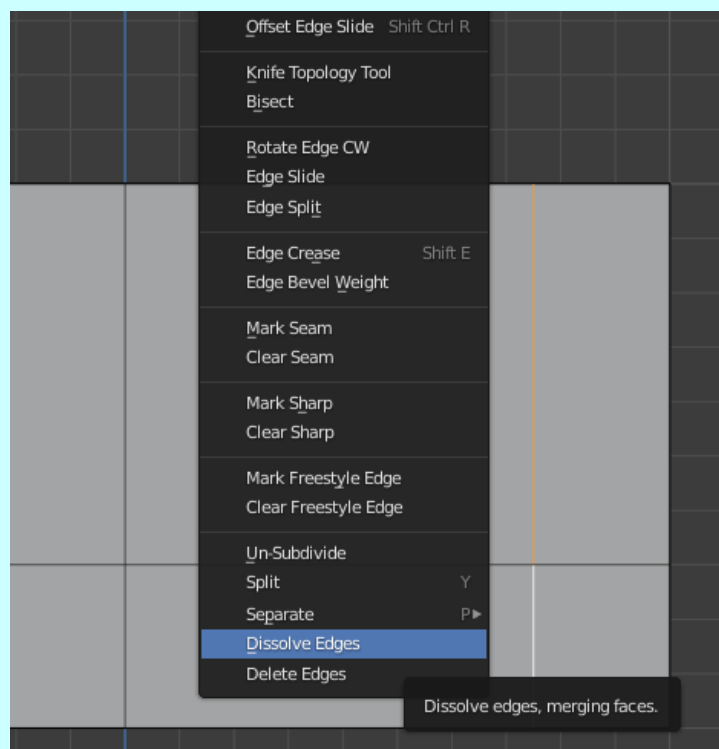 Offset Edge Slide Shift Ctrl R
Knife Topology Tool
Bisect
Rotate Edge CW
Edge Slide
Edge Split
Edge Crease Shift E
Edge Bevel Weight
Mark Seam
Clear Seam
Mark Sharp
Clear Sharp
Mark Freestyle Edge
Clear Freestyle Edge
Un-Subdivide
Split Y
Separate P▶
Dissolve Edges
Delete Edges
Dissolve edges, merging faces.